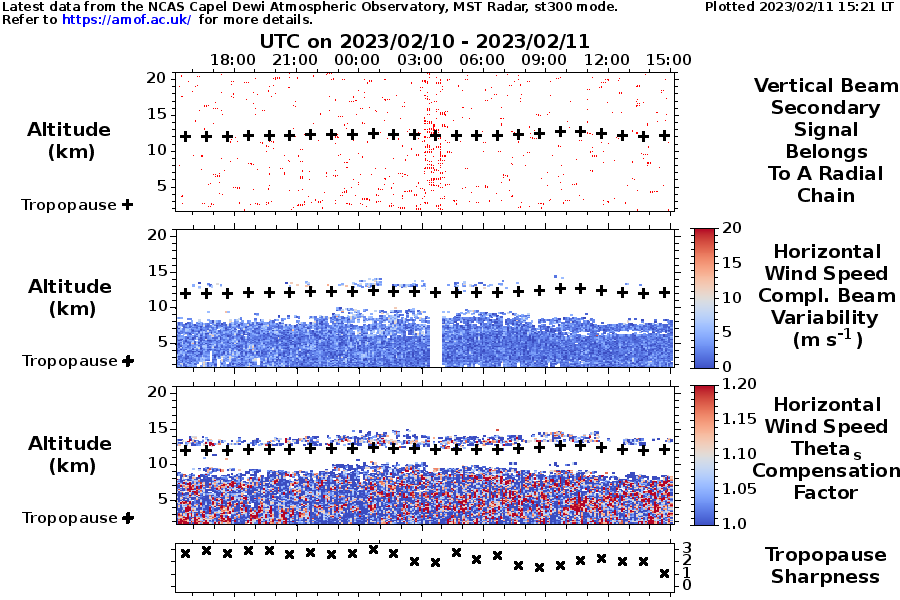 Latest data from the NCAS Capel Dewi Atmospheric Observatory, MST Radar, st300 mode.
Plotted 2023/02/11 15:21 LT
Refer to https://amof.ac.uk/ for more details.
UTC on 2023/02/10 - 2023/02/11
18:00 21:00 00:00 03:00 06:00 09:00 12:00 15:00
20
15
10
5
Altitude
(km)
Tropopause +
Vertical Beam
Secondary
Signal
Belongs
To A Radial
Chain
20
15
10
5
Altitude
(km)
Tropopause +
20
15
10
5
0
Horizontal
Wind Speed
Compl. Beam
Variability
(m s-1)
20
15
10
5
Altitude
(km)
Tropopause +
1.20
1.15
1.10
1.05
1.0
Horizontal
Wind Speed
Theta s
Compensation
Factor
3
2
1
0
Tropopause
Sharpness